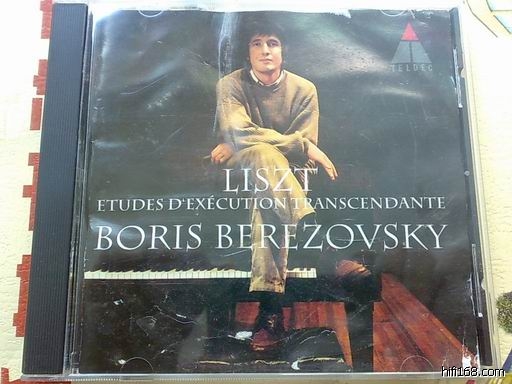 TELDEC
LISZT
ETUDES D'EXÉCUTION TRANSCENDANTE
BORIS BEREZOVSKY
hifi168.com